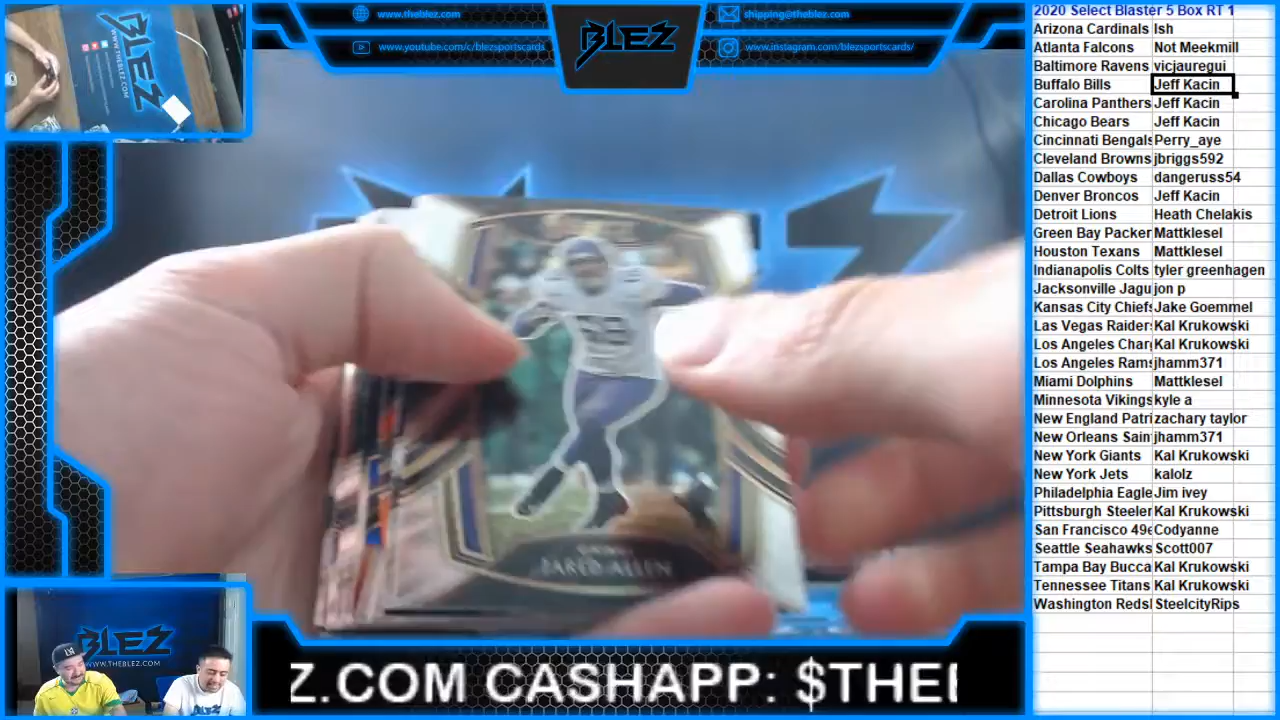 www.theblez.com
shipping@theblez.com
www.youtube.com/c/blezsportscards/
www.instagram.com/blezsportscards/
BLEZ
2020 Select Blaster 5 Box RT 1
Arizona Cardinals Ish
Atlanta Falcons Not Meekmill
Baltimore Ravens vicjauregui
Buffalo Bills Jeff Kacin
Carolina Panthers Jeff Kacin
Chicago Bears Jeff Kacin
Cincinnati Bengals Perry_aye
Cleveland Browns jbriggs592
Dallas Cowboys dangeruss54
Denver Broncos Jeff Kacin
Detroit Lions Heath Chelakis
Green Bay Packer Mattklesel
Houston Texans Mattklesel
Indianapolis Colts tyler greenhagen
Jacksonville Jagu jon p
Kansas City Chiefs Jake Goemmel
Las Vegas Raider Kal Krukowski
Los Angeles Char Kal Krukowski
Los Angeles Rams jhamm371
Miami Dolphins Mattklesel
Minnesota Vikings kyle a
New England Patri zachary taylor
New Orleans Sain jhamm371
New York Giants Kal Krukowski
New York Jets kalolz
Philadelphia Eagle Jim ivey
Pittsburgh Steeler Kal Krukowski
San Francisco 49e Codyanne
Seattle Seahawks Scott007
Tampa Bay Bucca Kal Krukowski
Tennessee Titans Kal Krukowski
Washington Reds SteelcityRips
JARED ALLEN
BLEZ
WWW.THEBLEZ.COM
BLEZ
Z.COM CASHAPP: $THE